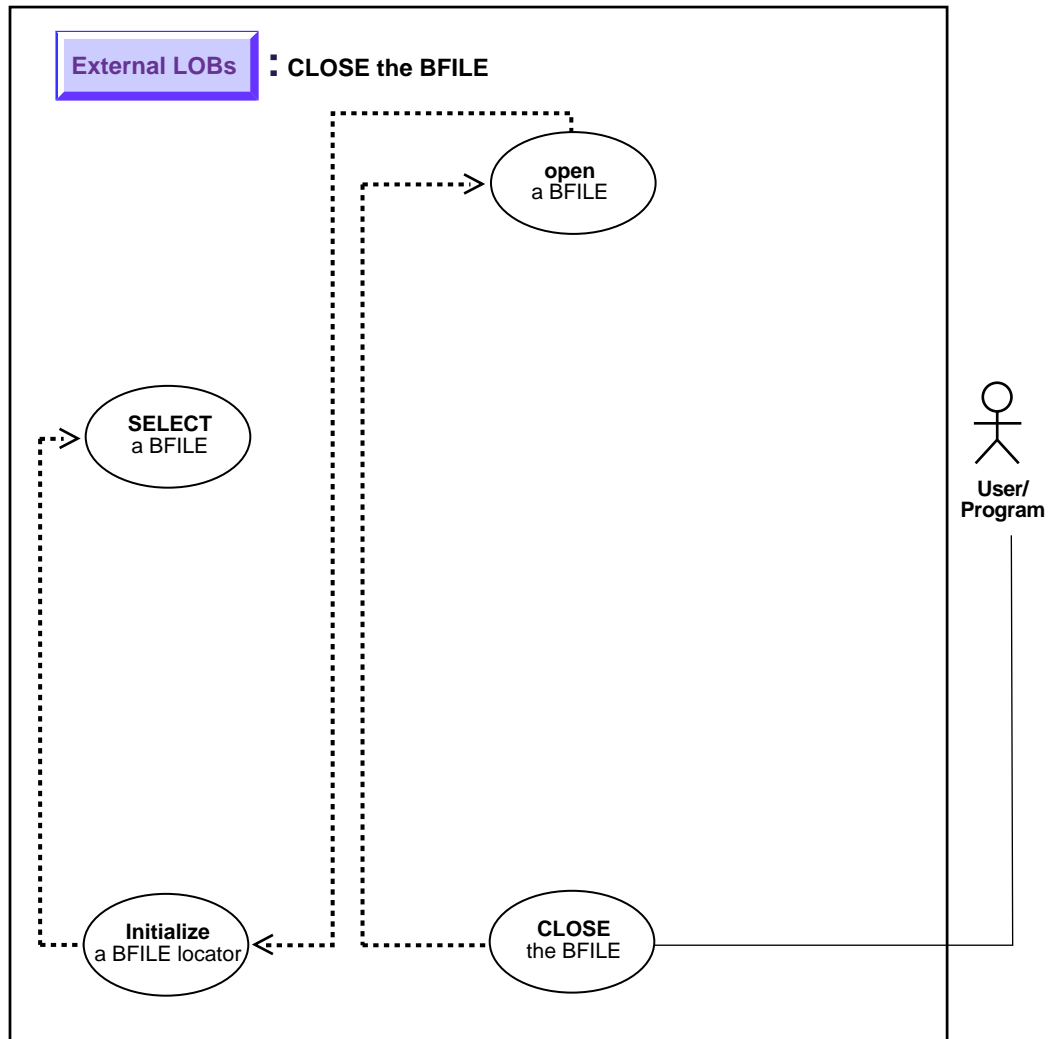 External LOBs : CLOSE the BFILE
open
a BFILE
SELECT
a BFILE
User/
Program
Initialize
a BFILE locator
CLOSE
the BFILE